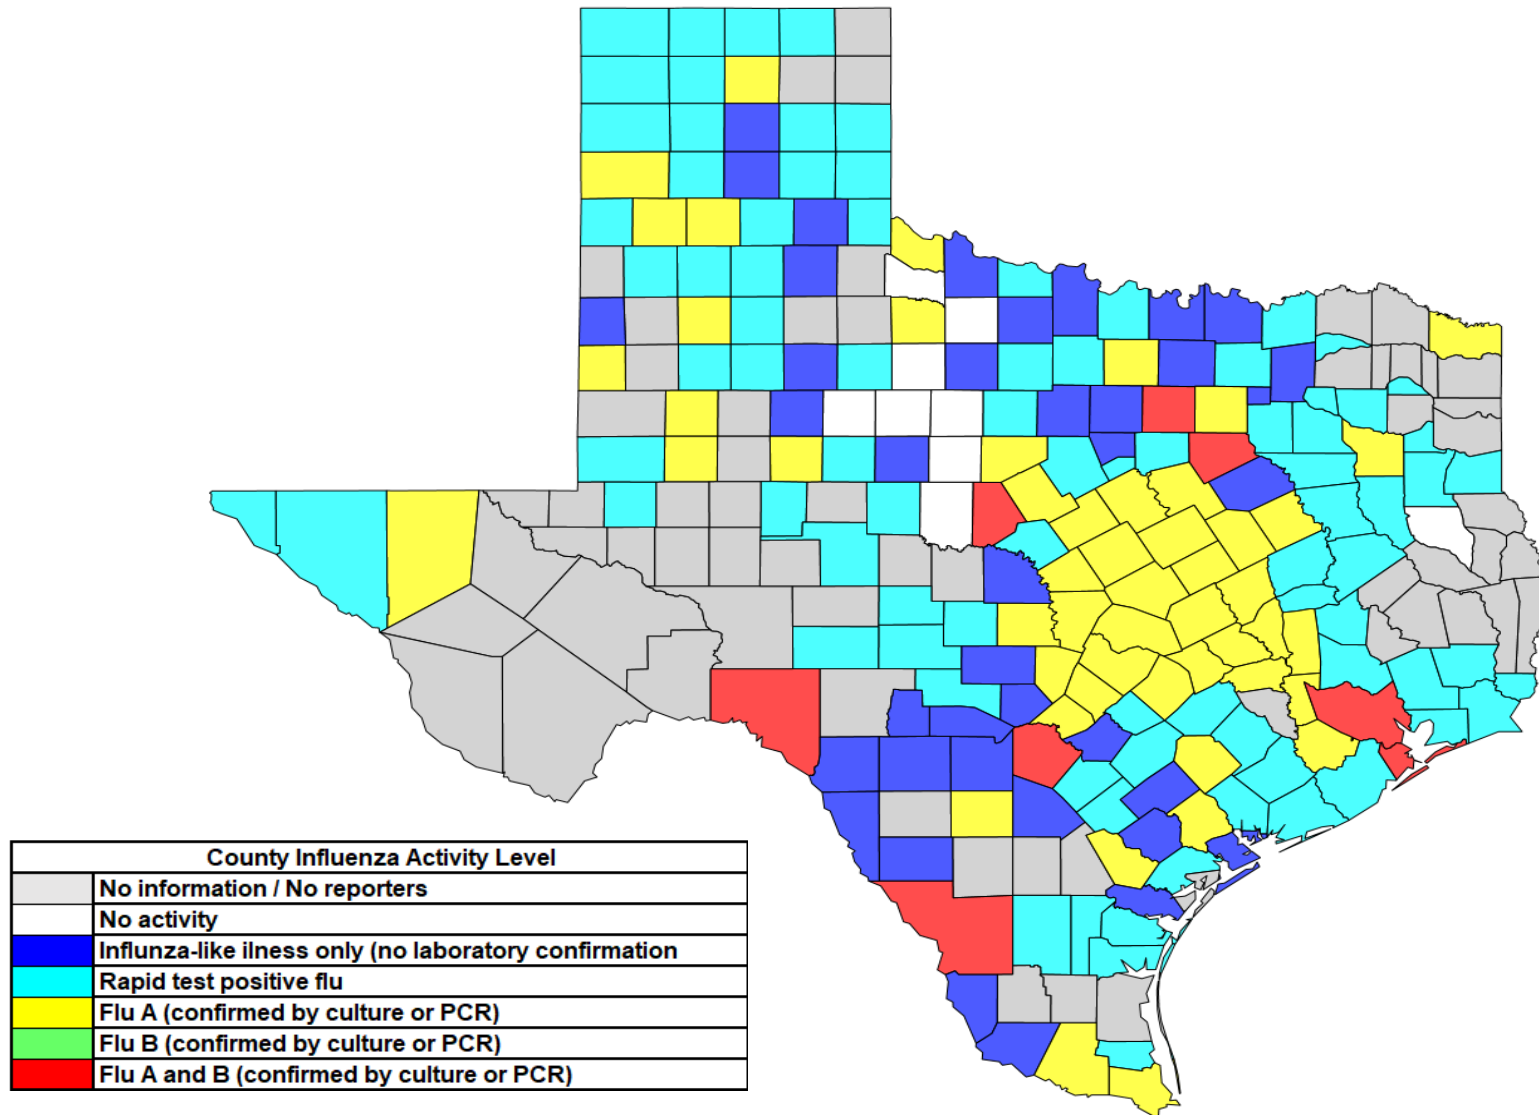 County Influenza Activity Level
No information / No reporters
No activity
Influnza-like ilness only (no laboratory confirmation
Rapid test positive flu
Flu A (confirmed by culture or PCR)
Flu B (confirmed by culture or PCR)
Flu A and B (confirmed by culture or PCR)